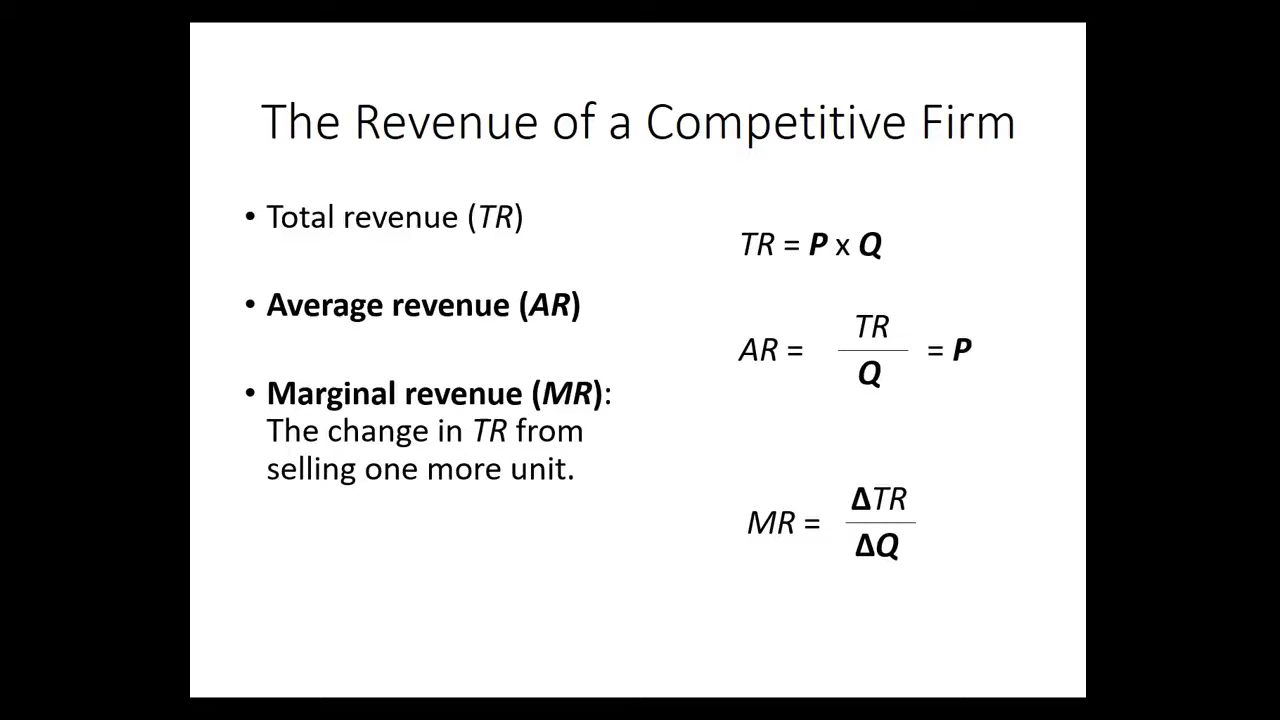 The Revenue of a Competitive Firm
• Total revenue (TR)
TR = P x Q
• Average revenue (AR)
AR = TR / Q = P
• Marginal revenue (MR):
The change in TR from
selling one more unit.
MR = ΔTR / ΔQ